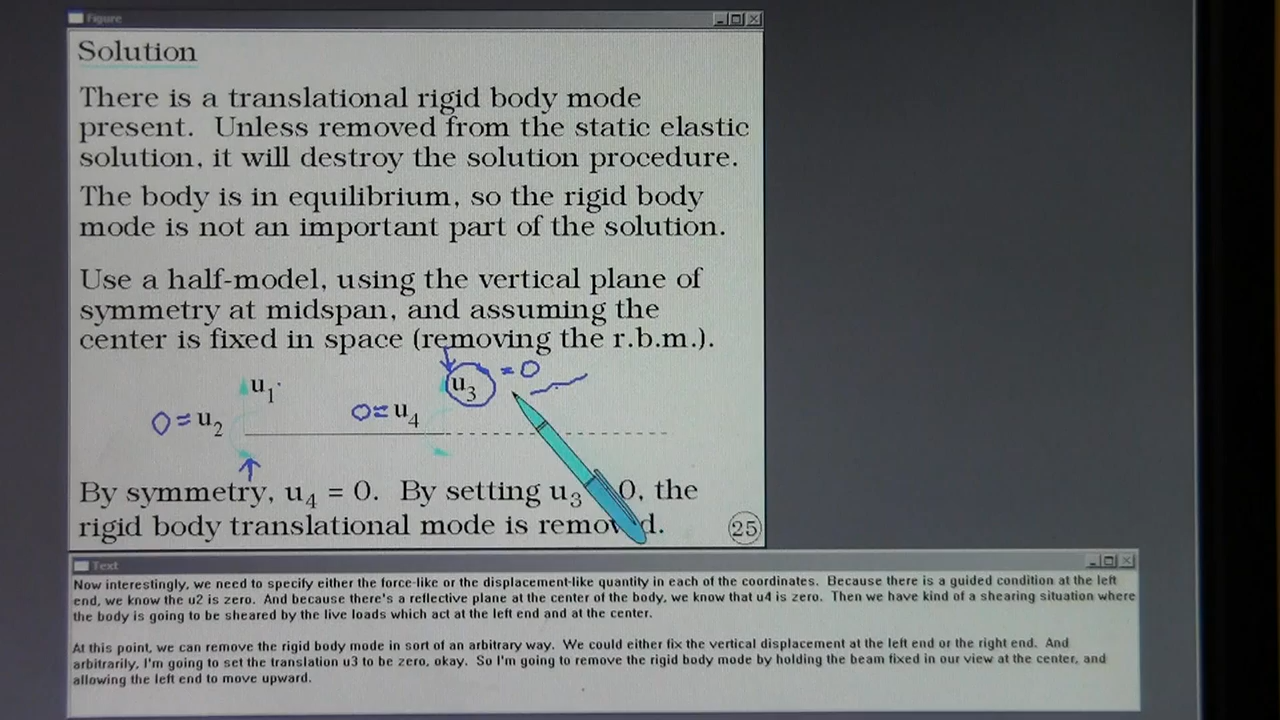 Figure
Solution
There is a translational rigid body mode
present. Unless removed from the static elastic
solution, it will destroy the solution procedure.
The body is in equilibrium, so the rigid body
mode is not an important part of the solution.
Use a half-model, using the vertical plane of
symmetry at midspan, and assuming the
center is fixed in space (removing the r.b.m.).
u1 u3 = 0
0 = u2 0 = u4
By symmetry, u4 = 0. By setting u3 0, the
rigid body translational mode is remov d.
25
Text
Now interestingly, we need to specify either the force-like or the displacement-like quantity in each of the coordinates. Because there is a guided condition at the left
end, we know the u2 is zero. And because there's a reflective plane at the center of the body, we know that u4 is zero. Then we have kind of a shearing situation where
the body is going to be sheared by the live loads which act at the left end and at the center.
At this point, we can remove the rigid body mode in sort of an arbitrary way. We could either fix the vertical displacement at the left end or the right end. And
arbitrarily, I'm going to set the translation u3 to be zero, okay. So I'm going to remove the rigid body mode by holding the beam fixed in our view at the center, and
allowing the left end to move upward.